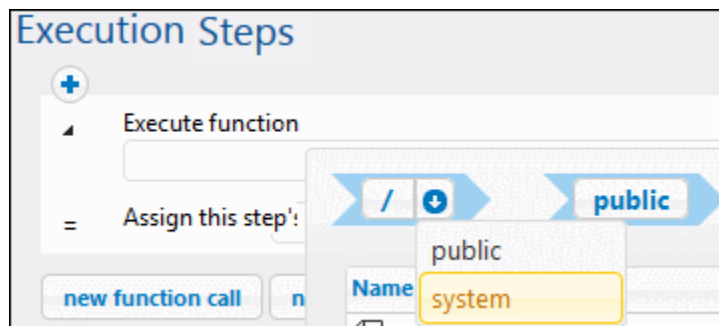 Execution Steps
Execute function
/
public
= Assign this step's
public
system
new function call
Name